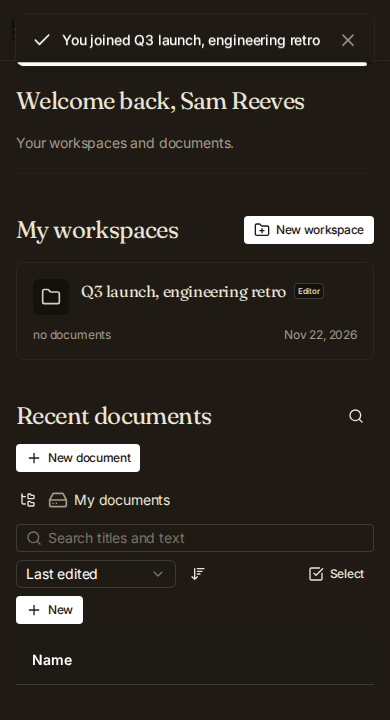 You joined Q3 launch, engineering retro
Welcome back, Sam Reeves
Your workspaces and documents.
My workspaces
New workspace
Q3 launch, engineering retro
Editor
no documents
Nov 22, 2026
Recent documents
New document
My documents
Search titles and text
Last edited
Select
New
Name